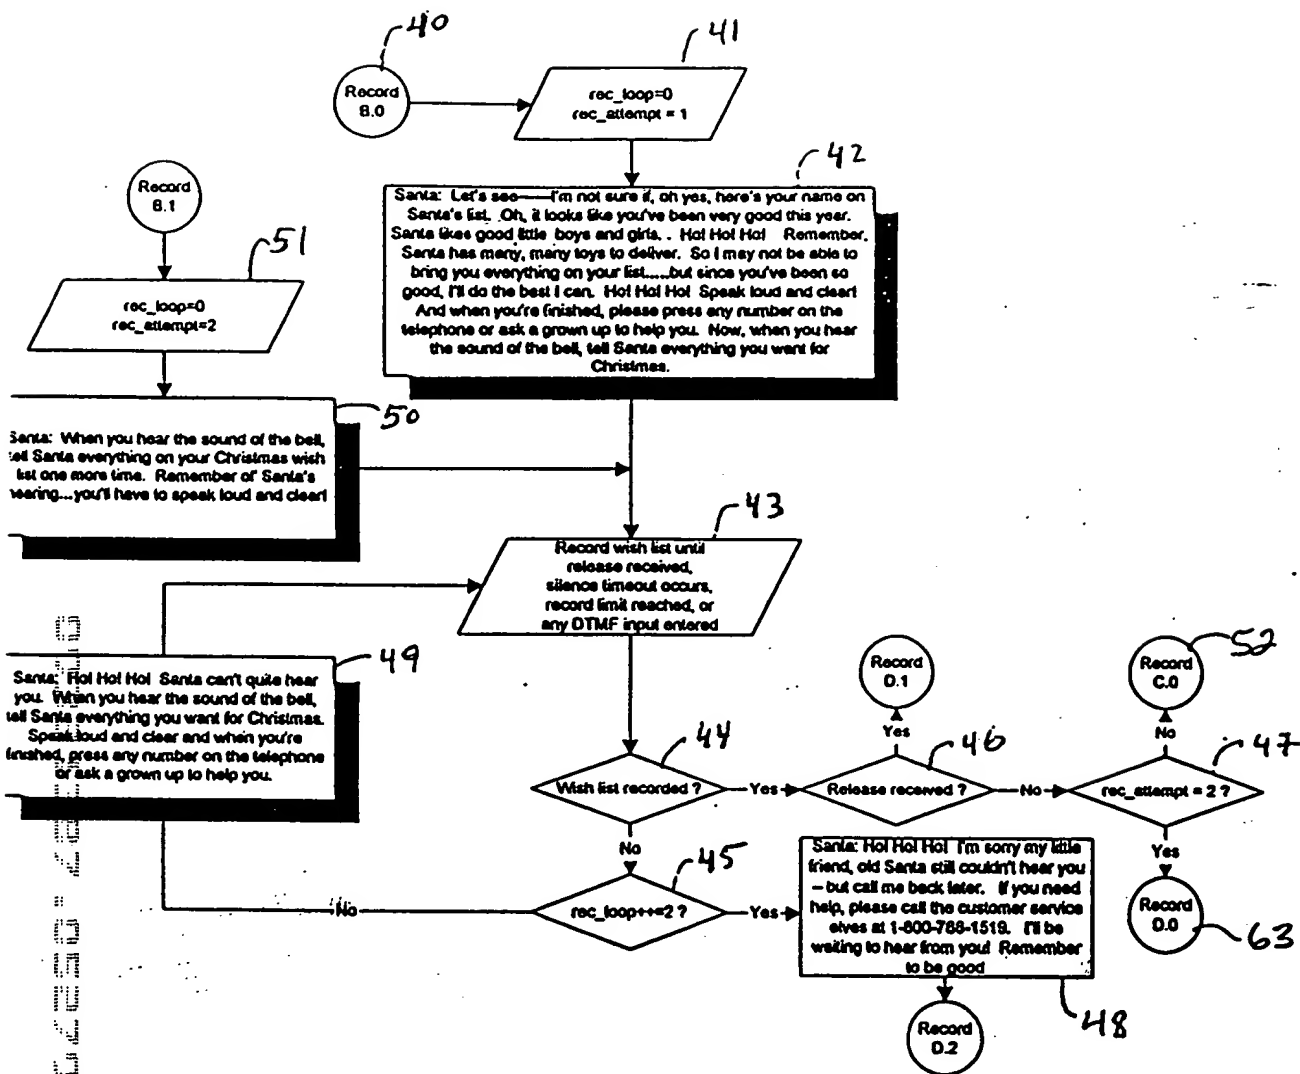 40
41
Record
B.0
rec_loop=0
rec_attempt = 1
42
Record
B.1
Santa: Let's see----I'm not sure if, oh yes, here's your name on
Santa's list. Oh, it looks like you've been very good this year.
Santa likes good little boys and girls. . Ho! Ho! Ho! Remember,
Santa has many, many toys to deliver. So I may not be able to
bring you everything on your list.....but since you've been so
good, I'll do the best I can. Ho! Ho! Ho! Speak loud and clear!
And when you're finished, please press any number on the
telephone or ask a grown up to help you. Now, when you hear
the sound of the bell, tell Santa everything you want for
Christmas.
51
rec_loop=0
rec_attempt=2
50
Santa: When you hear the sound of the bell,
tell Santa everything on your Christmas wish
list one more time. Remember ol' Santa's
hearing...you'll have to speak loud and clear!
43
Record wish list until
release received,
silence timeout occurs,
record limit reached, or
any DTMF input entered
49
Santa: Ho! Ho! Ho! Santa can't quite hear
you. When you hear the sound of the bell,
tell Santa everything you want for Christmas.
Speak loud and clear and when you're
finished, press any number on the telephone
or ask a grown up to help you.
Record
D.1
Record
C.0
52
Yes
No
44
46
47
Wish list recorded ?
Yes
Release received ?
No
rec_attempt = 2 ?
No
Yes
45
rec_loop++=2 ?
No
Yes
Santa: Ho! Ho! Ho! I'm sorry my little
friend, old Santa still couldn't hear you
– but call me back later. If you need
help, please call the customer service
elves at 1-800-788-1519. I'll be
waiting to hear from you! Remember
to be good
48
Record
D.0
63
Record
D.2